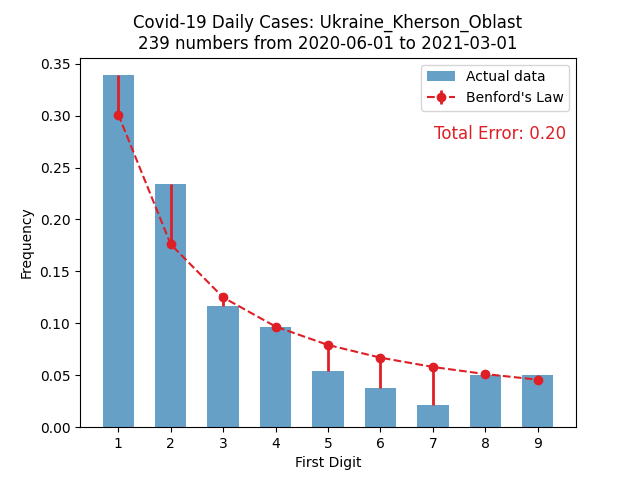 Covid-19 Daily Cases: Ukraine_Kherson_Oblast
239 numbers from 2020-06-01 to 2021-03-01
Actual data
Benford's Law
Total Error: 0.20
Frequency
0.35
0.30
0.25
0.20
0.15
0.10
0.05
0.00
1 2 3 4 5 6 7 8 9
First Digit